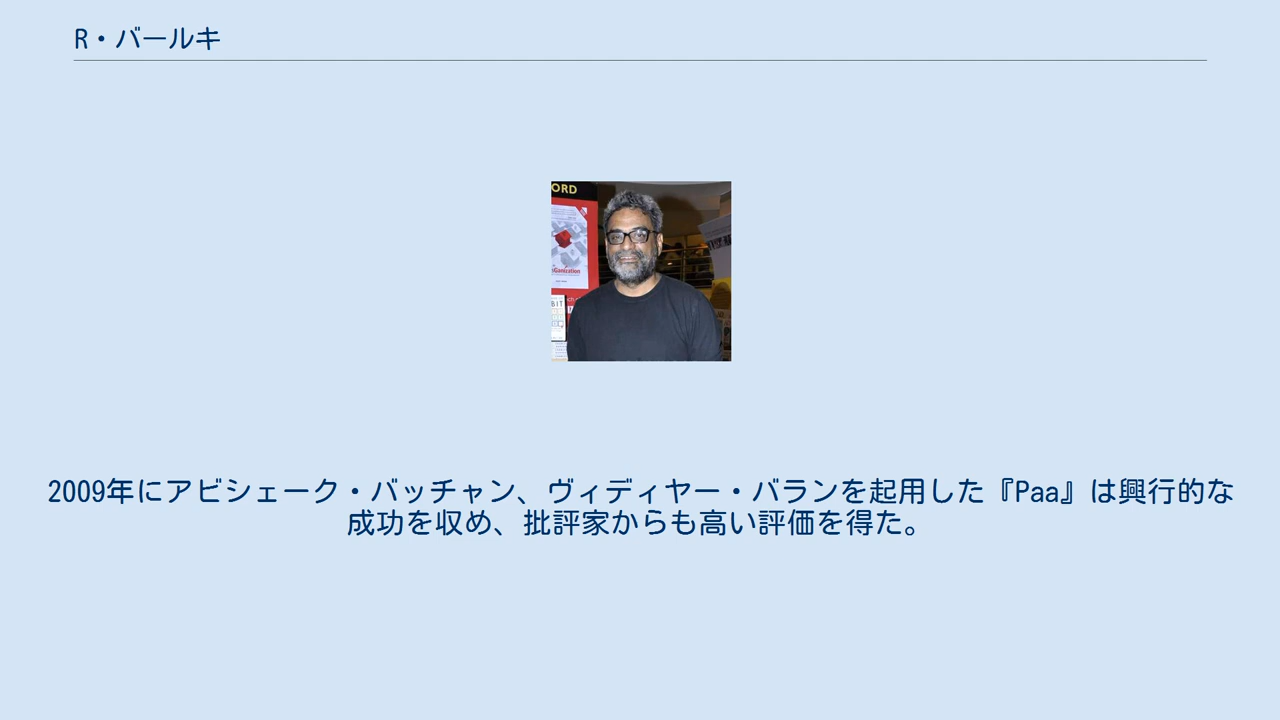 R・バールキ
ORD
aGanization
BIT
2009年にアビシェーク・バッチャン、ヴィディヤー・バランを起用した『Paa』は興行的な
成功を収め、批評家からも高い評価を得た。